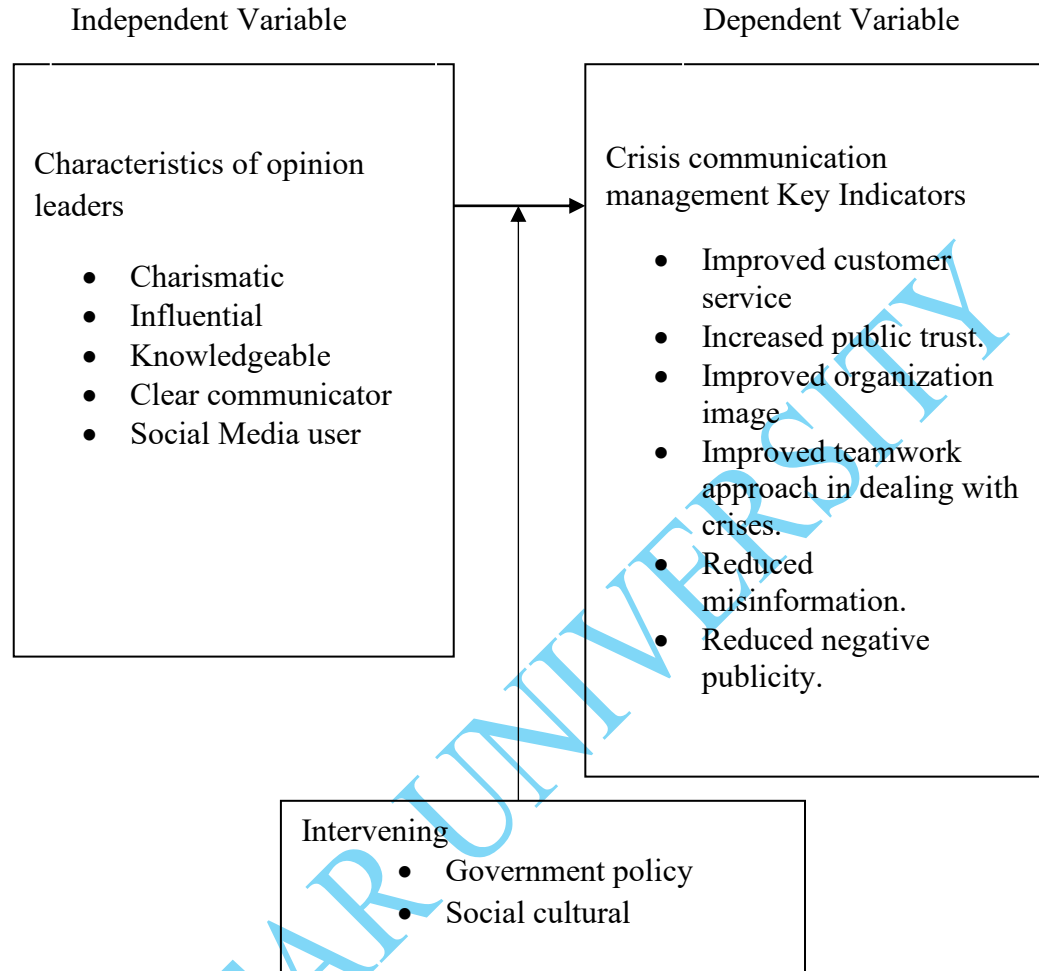 Independent Variable
Dependent Variable
Characteristics of opinion
leaders
• Charismatic
• Influential
• Knowledgeable
• Clear communicator
• Social Media user
Crisis communication
management Key Indicators
• Improved customer
service
• Increased public trust.
• Improved organization
image
• Improved teamwork
approach in dealing with
crises.
• Reduced
misinformation.
• Reduced negative
publicity.
Intervening
• Government policy
• Social cultural
AR UNIVERSITY